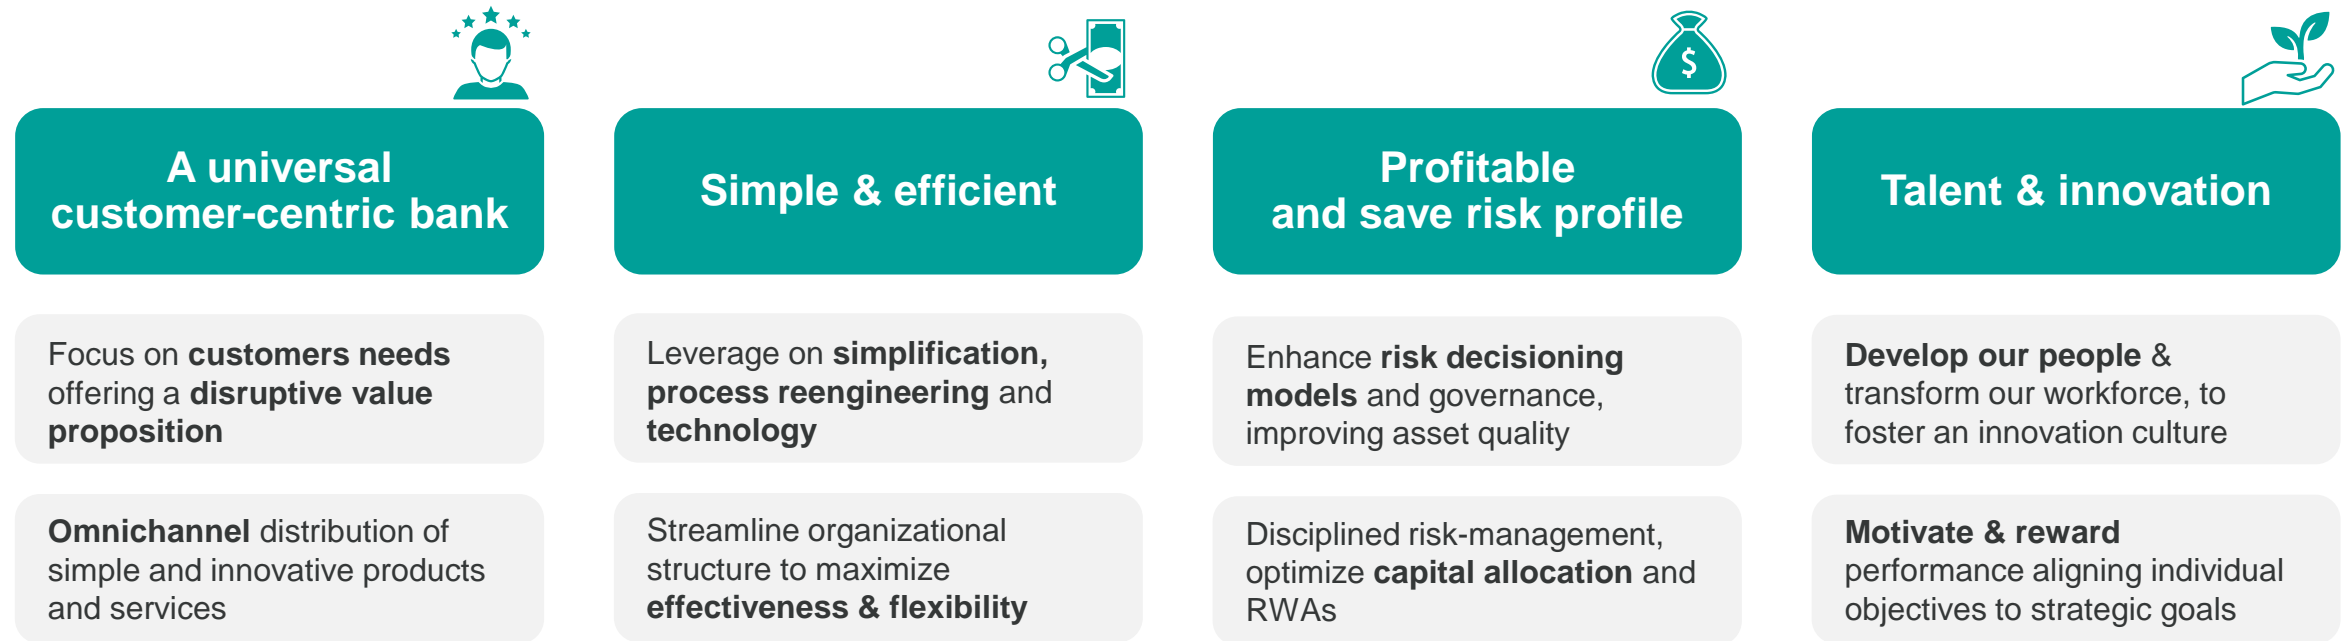 A universal
customer-centric bank
Focus on customers needs
offering a disruptive value
proposition
Omnichannel distribution of
simple and innovative products
and services
Simple & efficient
Leverage on simplification,
process reengineering and
technology
Streamline organizational
structure to maximize
effectiveness & flexibility
$
Profitable
and save risk profile
Enhance risk decisioning
models and governance,
improving asset quality
Disciplined risk-management,
optimize capital allocation and
RWAs
Talent & innovation
Develop our people &
transform our workforce, to
foster an innovation culture
Motivate & reward
performance aligning individual
objectives to strategic goals